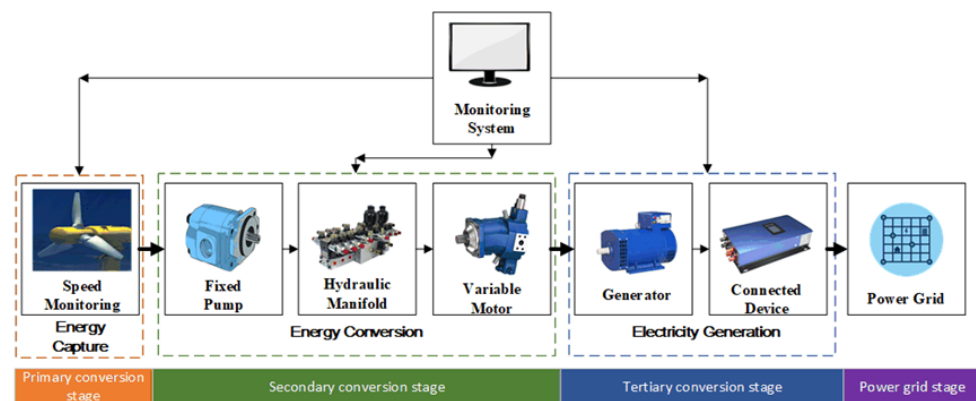 Monitoring
System
Speed
Monitoring
Fixed
Pump
Hydraulic
Manifold
Variable
Motor
Generator
Connected
Device
Power Grid
Energy
Capture
Energy Conversion
Electricity Generation
Primary conversion
stage
Secondary conversion stage
Tertiary conversion stage
Power grid stage